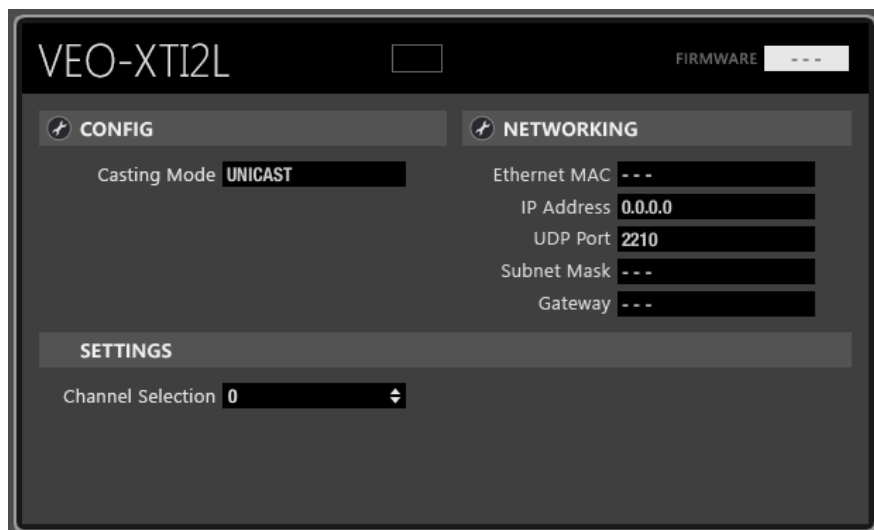 VEO-XTI2L
FIRMWARE - - -
CONFIG
Casting Mode UNICAST
NETWORKING
Ethernet MAC - - -
IP Address 0.0.0.0
UDP Port 2210
Subnet Mask - - -
Gateway - - -
SETTINGS
Channel Selection 0